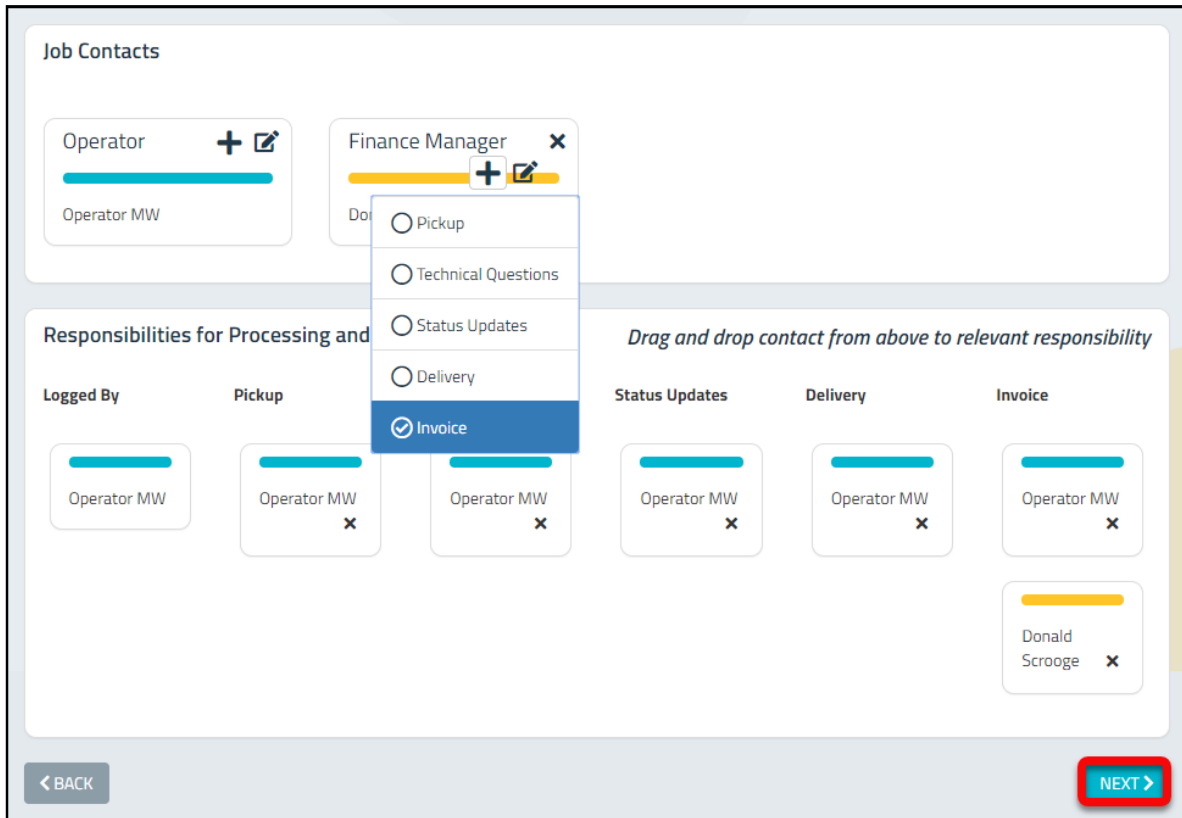 Job Contacts
Operator
Finance Manager
Operator MW
Pickup
Technical Questions
Status Updates
Delivery
Invoice
Responsibilities for Processing and
Drag and drop contact from above to relevant responsibility
Logged By
Pickup
Status Updates
Delivery
Invoice
Operator MW
Operator MW
Operator MW
Operator MW
Operator MW
Operator MW
Donald
Scrooge
BACK
NEXT